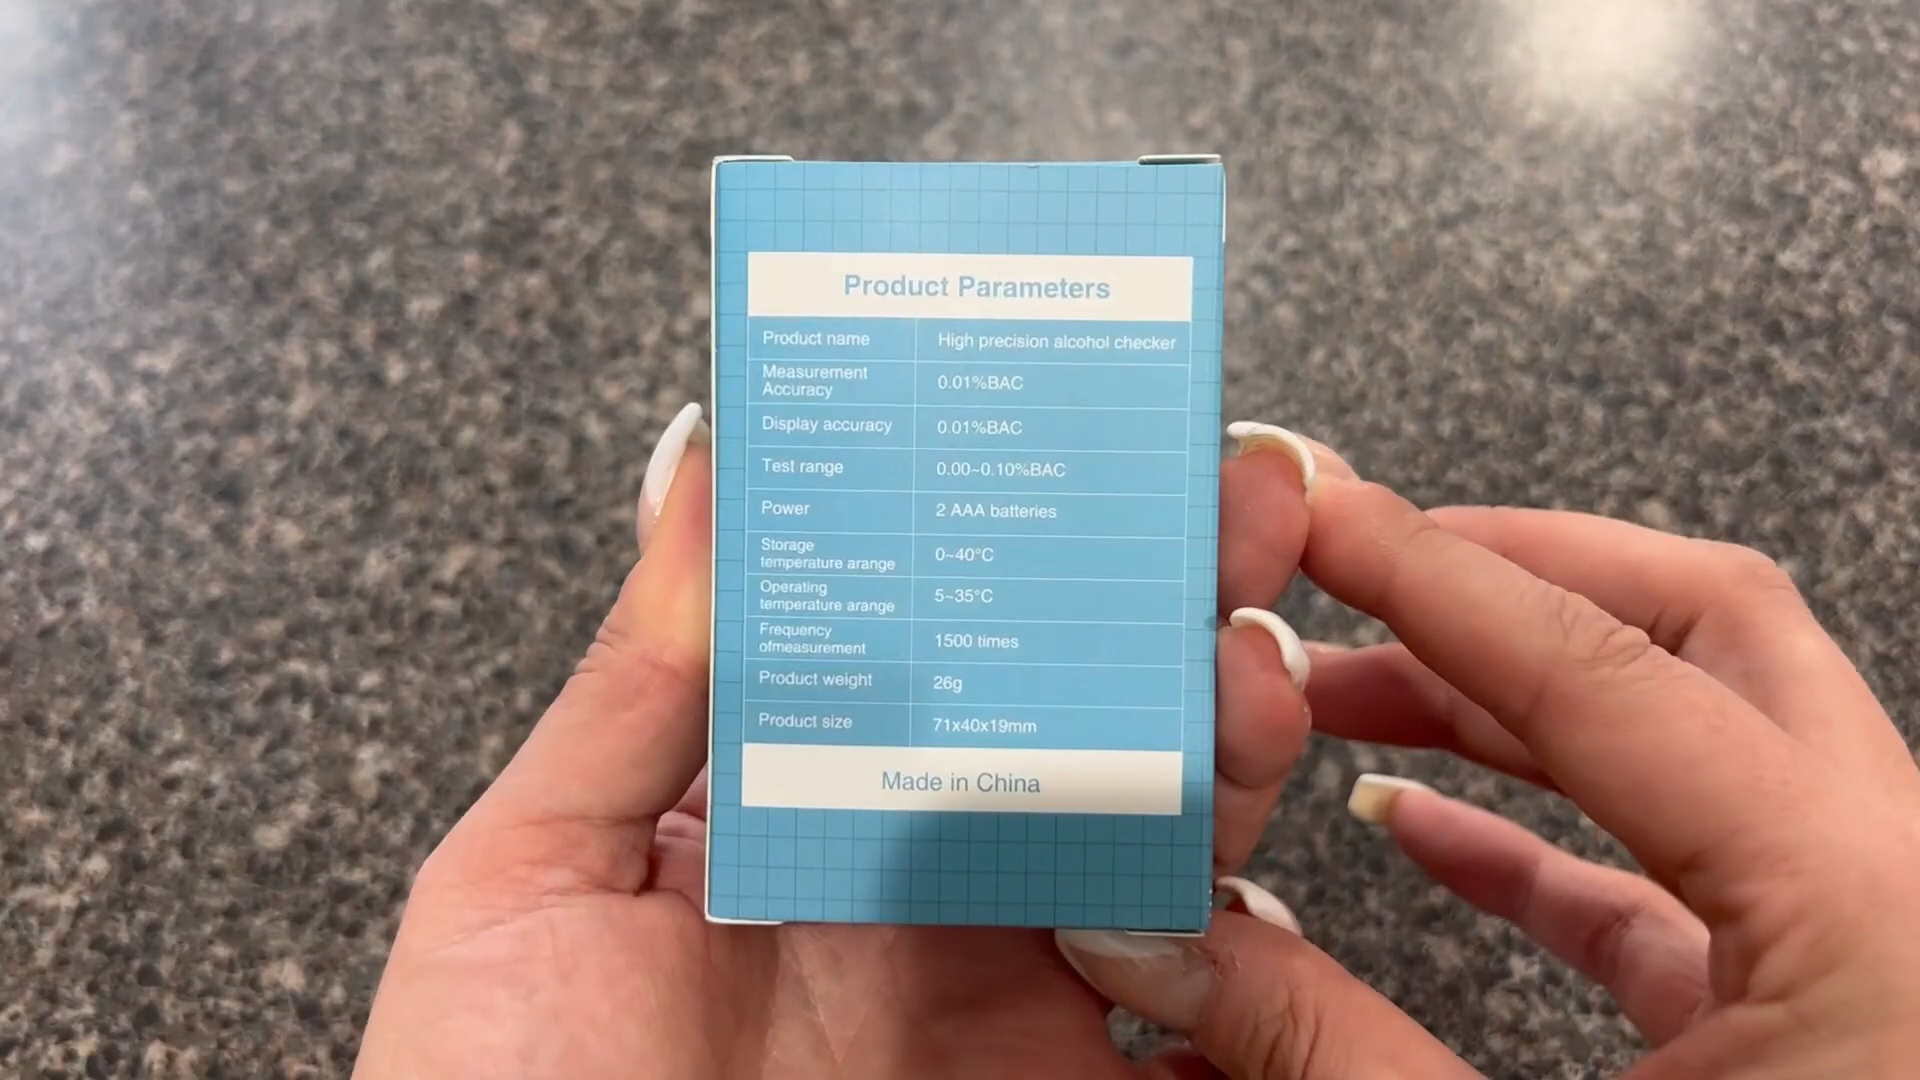 Product Parameters
Product name High precision alcohol checker
Measurement
Accuracy 0.01%BAC
Display accuracy 0.01%BAC
Test range 0.00~0.10%BAC
Power 2 AAA batteries
Storage
temperature arange 0~40°C
Operating
temperature arange 5~35°C
Frequency
ofmeasurement 1500 times
Product weight 26g
Product size 71x40x19mm
Made in China